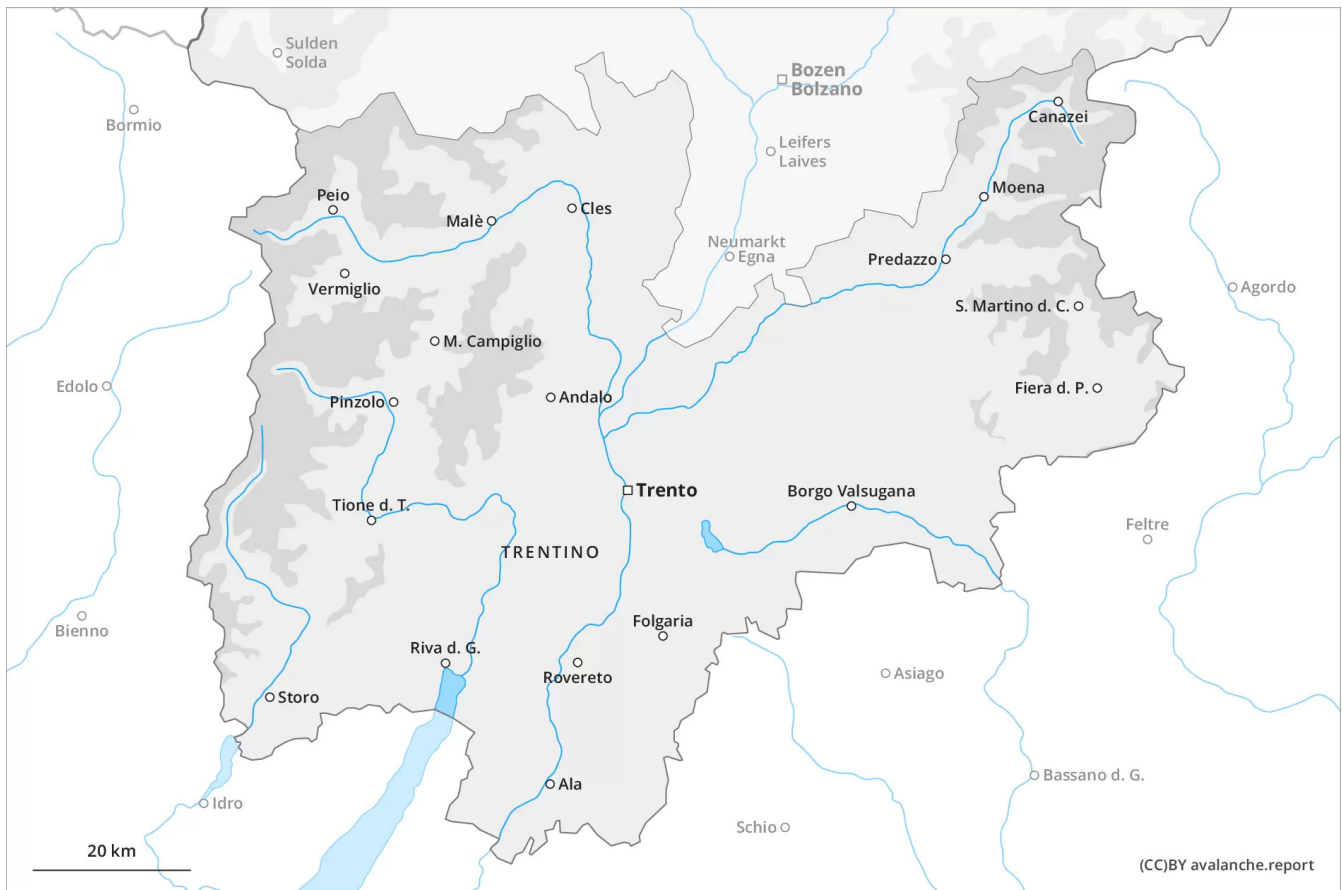 Sulden
Solda
Bozen
Bolzano
Bormio
Canazei
Leifers
Laives
Moena
Peio
Malè
Cles
Neumarkt
Egna
Predazzo
Vermiglio
Agordo
S. Martino d. C.
M. Campiglio
Edolo
Fiera d. P.
Pinzolo
Andalo
Trento
Borgo Valsugana
Tione d. T.
Feltre
TRENTINO
Bienno
Folgaria
Riva d. G.
Asiago
Rovereto
Storo
Bassano d. G.
Ala
Idro
Schio
20 km
(CC)BY avalanche.report